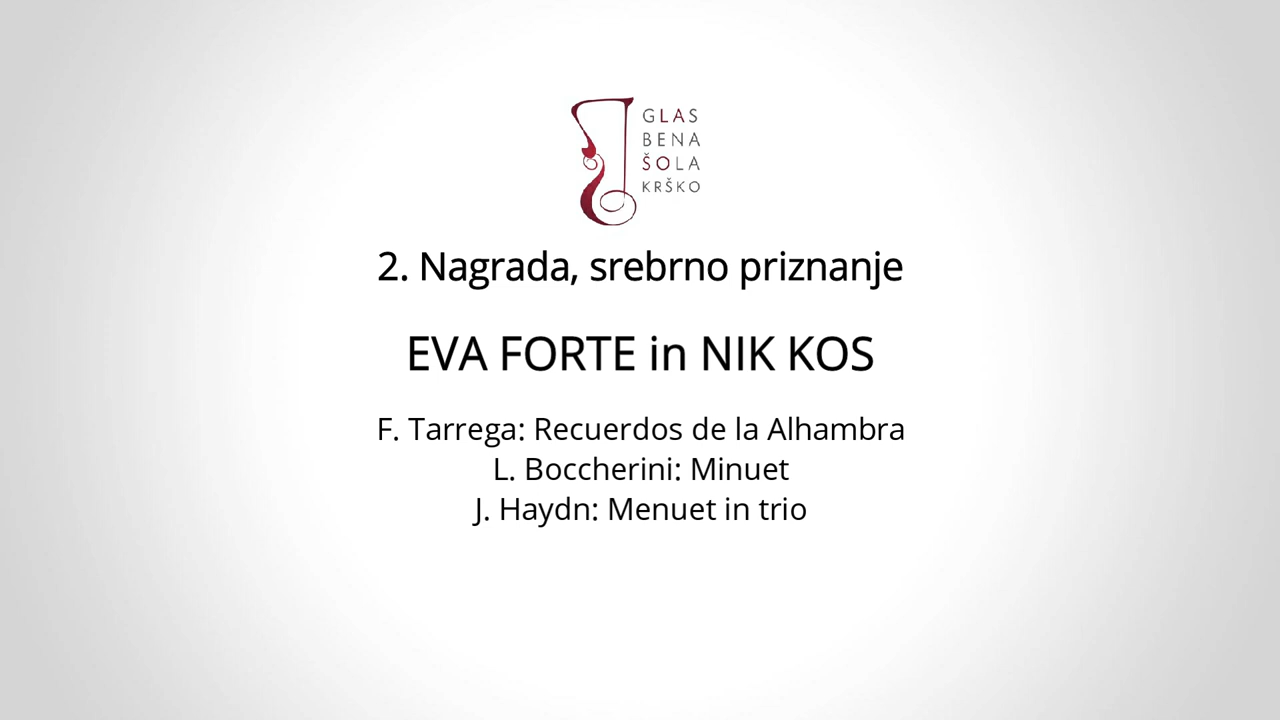 GLAS
BENA
ŠOLA
KRŠKO
2. Nagrada, srebrno priznanje
EVA FORTE in NIK KOS
F. Tarrega: Recuerdos de la Alhambra
L. Boccherini: Minuet
J. Haydn: Menuet in trio